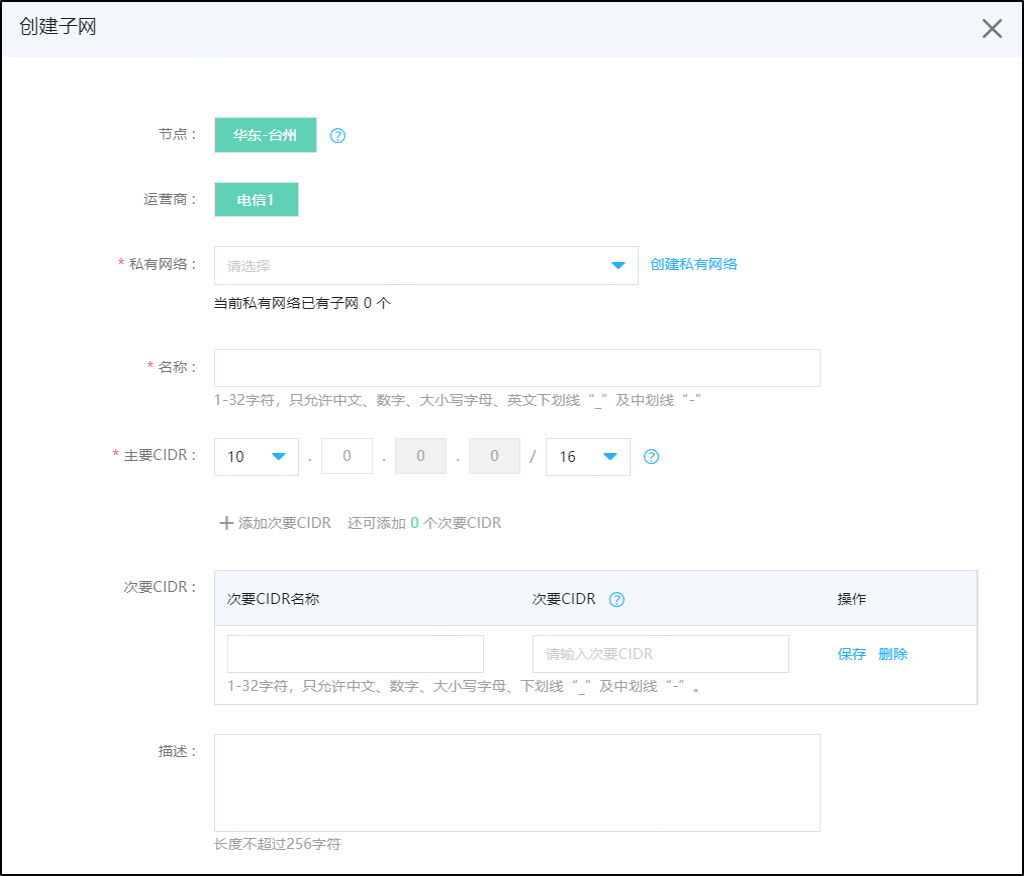 创建子网
节点： 华东-台州 ?
运营商： 电信1
* 私有网络： 请选择 创建私有网络
当前私有网络已有子网 0 个
* 名称：
1-32字符，只允许中文、数字、大小写字母、英文下划线“_”及中划线“-”
* 主要CIDR： 10 . 0 . 0 . 0 / 16 ?
+ 添加次要CIDR 还可添加 0 个次要CIDR
次要CIDR： 次要CIDR名称 次要CIDR ? 操作
请输入次要CIDR 保存 删除
1-32字符，只允许中文、数字、大小写字母、下划线“_”及中划线“-”。
描述：
长度不超过256字符